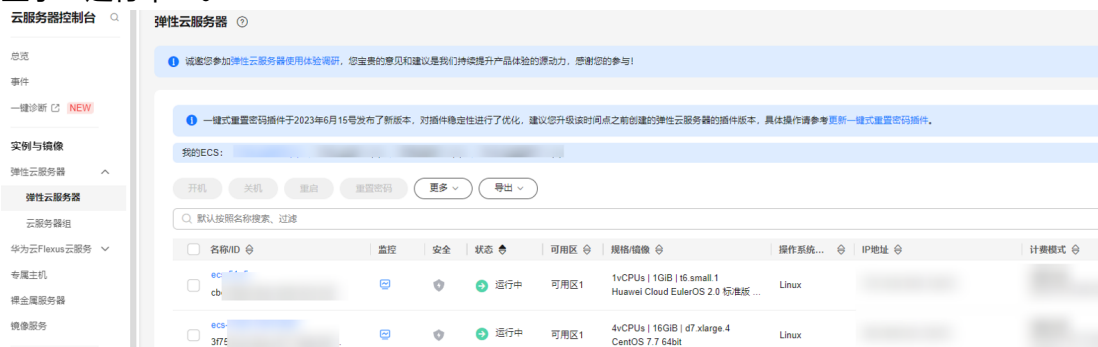 云服务器控制台
总览
事件
一键诊断 NEW
实例与镜像
弹性云服务器
弹性云服务器
云服务器组
华为云Flexus云服务
专属主机
裸金属服务器
镜像服务
弹性云服务器
诚邀您参加弹性云服务器使用体验调研，您宝贵的意见和建议是我们持续提升产品体验的源动力，感谢您的参与！
一键式重置密码插件于2023年6月15号发布了新版本，对插件稳定性进行了优化，建议您升级该时间点之前创建的弹性云服务器的插件版本，具体操作请参考更新一键式重置密码插件。
我的ECS：
开机 关机 重启 重置密码 更多 导出
默认按照名称搜索、过滤
名称/ID 监控 安全 状态 可用区 规格/镜像 操作系统... IP地址 计费模式
运行中 可用区1 1vCPUs | 1GiB | t6.small.1 Linux
Huawei Cloud EulerOS 2.0 标准版 ...
ecs- 运行中 可用区1 4vCPUs | 16GiB | d7.xlarge.4 Linux
3f75 CentOS 7.7 64bit